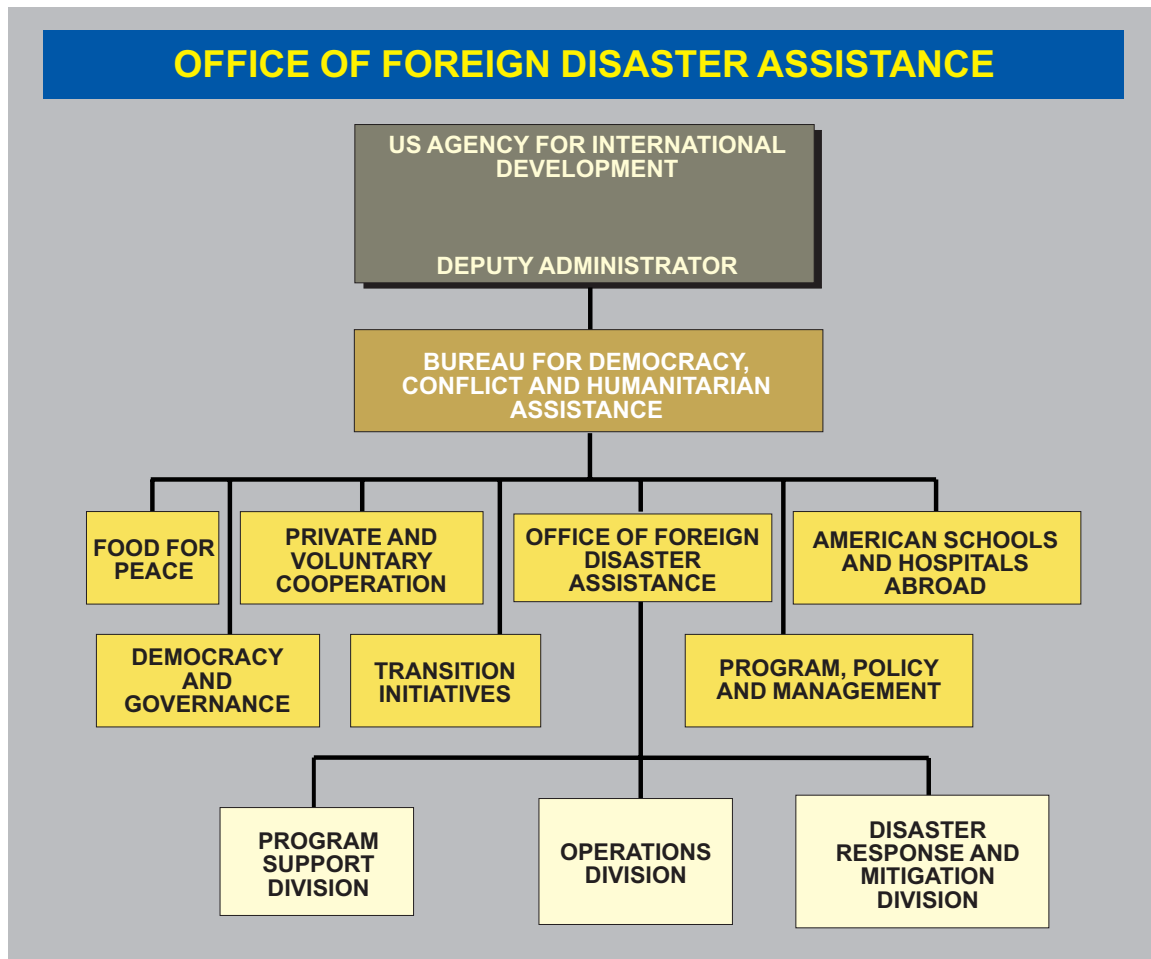 OFFICE OF FOREIGN DISASTER ASSISTANCE
US AGENCY FOR INTERNATIONAL
DEVELOPMENT
DEPUTY ADMINISTRATOR
BUREAU FOR DEMOCRACY,
CONFLICT AND HUMANITARIAN
ASSISTANCE
FOOD FOR
PEACE
PRIVATE AND
VOLUNTARY
COOPERATION
OFFICE OF FOREIGN
DISASTER
ASSISTANCE
AMERICAN SCHOOLS
AND HOSPITALS
ABROAD
DEMOCRACY
AND
GOVERNANCE
TRANSITION
INITIATIVES
PROGRAM, POLICY
AND MANAGEMENT
PROGRAM
SUPPORT
DIVISION
OPERATIONS
DIVISION
DISASTER
RESPONSE AND
MITIGATION
DIVISION